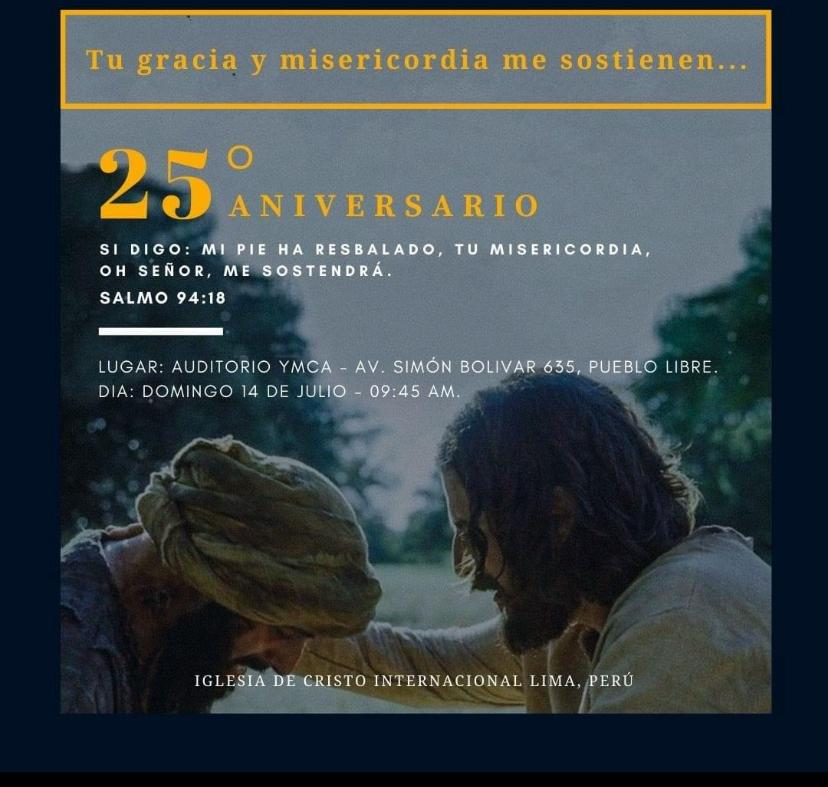 Tu gracia y misericordia me sostienen...
25°
ANIVERSARIO
SI DIGO: MI PIE HA RESBALADO, TU MISERICORDIA,
OH SEÑOR, ME SOSTENDRÁ.
SALMO 94:18
LUGAR: AUDITORIO YMCA - AV. SIMÓN BOLIVAR 635, PUEBLO LIBRE.
DIA: DOMINGO 14 DE JULIO - 09:45 AM.
IGLESIA DE CRISTO INTERNACIONAL LIMA, PERÚ